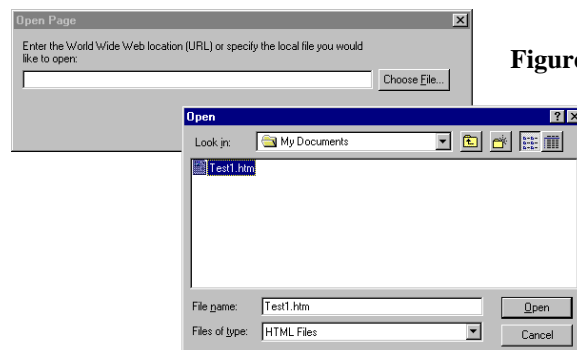 Open Page
Enter the World Wide Web location (URL) or specify the local file you would
like to open:
Choose File...
Figure
Open
Look in:
My Documents
Test1.htm
File name:
Test1.htm
Open
Files of type:
HTML Files
Cancel